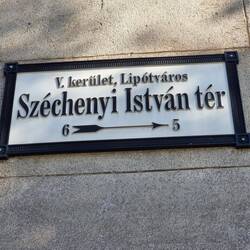 V. kerület, Lipótváros
Széchenyi István tér
6 5